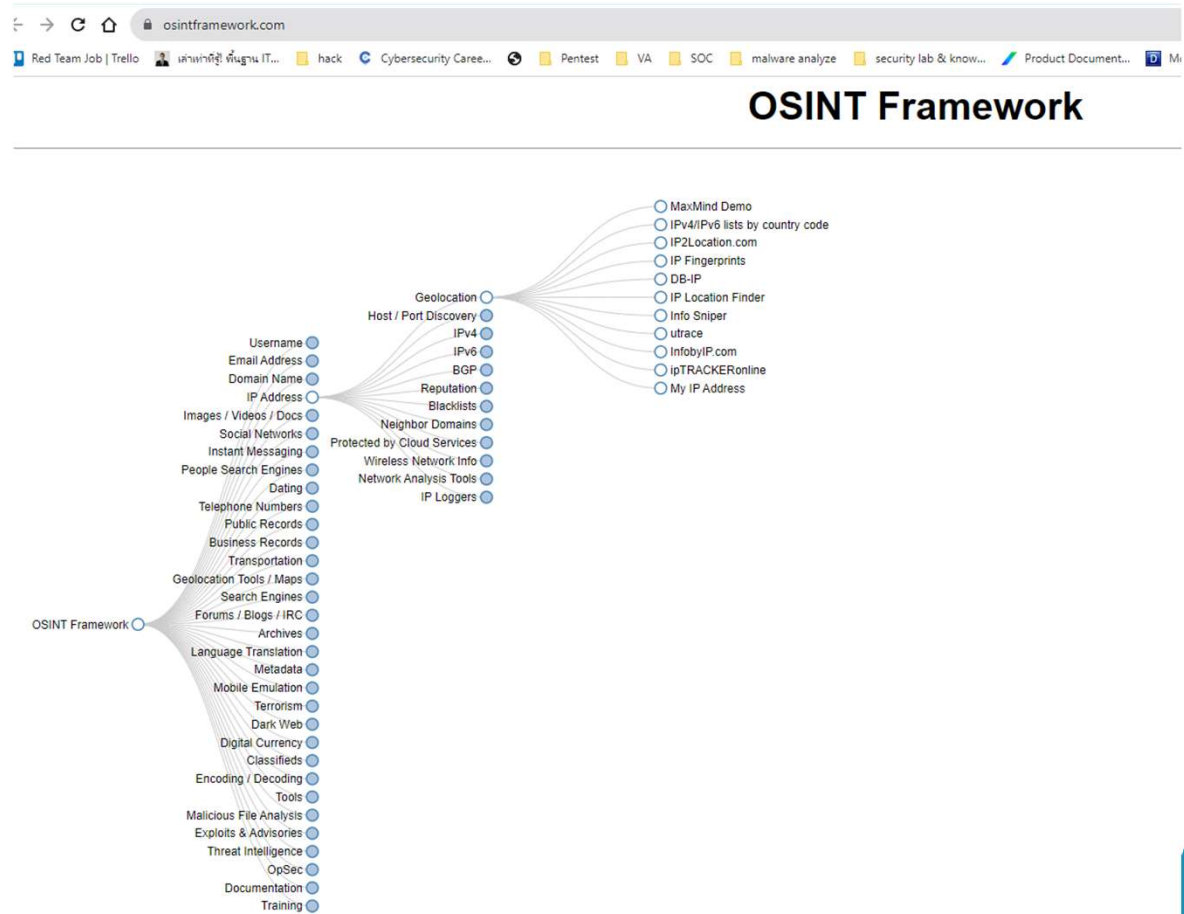 osintframework.com
Red Team Job | Trello เล่าเท่าที่รู้! พื้นฐาน IT... hack Cybersecurity Caree... Pentest VA SOC malware analyze security lab & know... Product Document...
OSINT Framework
MaxMind Demo
IPv4/IPv6 lists by country code
IP2Location.com
IP Fingerprints
DB-IP
IP Location Finder
Info Sniper
utrace
InfobyIP.com
ipTRACKERonline
My IP Address
Geolocation
Host / Port Discovery
IPv4
IPv6
BGP
Reputation
Blacklists
Neighbor Domains
Protected by Cloud Services
Wireless Network Info
Network Analysis Tools
IP Loggers
Username
Email Address
Domain Name
IP Address
Images / Videos / Docs
Social Networks
Instant Messaging
People Search Engines
Dating
Telephone Numbers
Public Records
Business Records
Transportation
Geolocation Tools / Maps
Search Engines
Forums / Blogs / IRC
Archives
Language Translation
Metadata
Mobile Emulation
Terrorism
Dark Web
Digital Currency
Classifieds
Encoding / Decoding
Tools
Malicious File Analysis
Exploits & Advisories
Threat Intelligence
OpSec
Documentation
Training
OSINT Framework